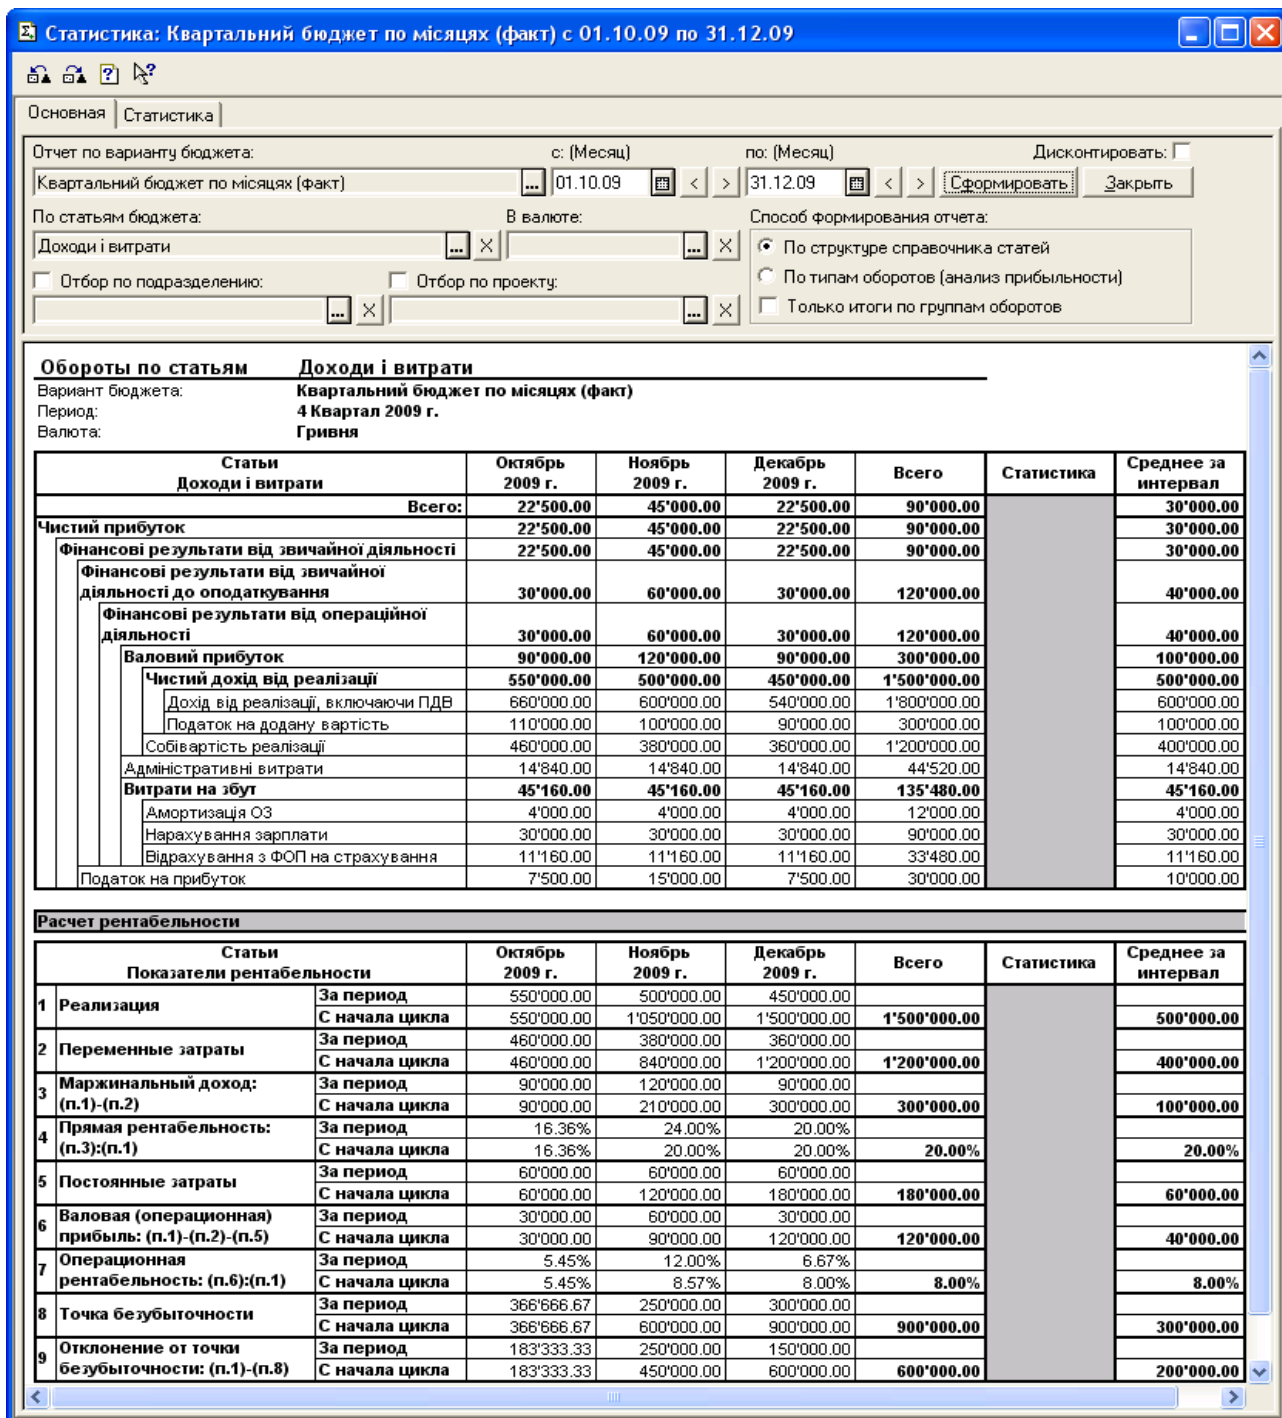 Статистика: Квартальний бюджет по місяцях (факт) с 01.10.09 по 31.12.09
Основная Статистика
Отчет по варианту бюджета: с: (Месяц) по: (Месяц) Дисконтировать:
Квартальний бюджет по місяцях (факт) ... 01.10.09 < > 31.12.09 < > Сформировать Закрыть
По статьям бюджета: В валюте: Способ формирования отчета:
Доходи і витрати ... X ... X По структуре справочника статей
Отбор по подразделению: Отбор по проекту: По типам оборотов (анализ прибыльности)
... X ... X Только итоги по группам оборотов
Обороты по статьям Доходи і витрати
Вариант бюджета: Квартальний бюджет по місяцях (факт)
Период: 4 Квартал 2009 г.
Валюта: Гривня
Статьи Октябрь Ноябрь Декабрь Всего Статистика Среднее за
Доходи і витрати 2009 г. 2009 г. 2009 г. интервал
Всего: 22'500.00 45'000.00 22'500.00 90'000.00 30'000.00
Чистий прибуток 22'500.00 45'000.00 22'500.00 90'000.00 30'000.00
Фінансові результати від звичайної діяльності 22'500.00 45'000.00 22'500.00 90'000.00 30'000.00
Фінансові результати від звичайної
діяльності до оподаткування 30'000.00 60'000.00 30'000.00 120'000.00 40'000.00
Фінансові результати від операційної
діяльності 30'000.00 60'000.00 30'000.00 120'000.00 40'000.00
Валовий прибуток 90'000.00 120'000.00 90'000.00 300'000.00 100'000.00
Чистий дохід від реалізації 550'000.00 500'000.00 450'000.00 1'500'000.00 500'000.00
Дохід від реалізації, включаючи ПДВ 660'000.00 600'000.00 540'000.00 1'800'000.00 600'000.00
Податок на додану вартість 110'000.00 100'000.00 90'000.00 300'000.00 100'000.00
Собівартість реалізації 460'000.00 380'000.00 360'000.00 1'200'000.00 400'000.00
Адміністративні витрати 14'840.00 14'840.00 14'840.00 44'520.00 14'840.00
Витрати на збут 45'160.00 45'160.00 45'160.00 135'480.00 45'160.00
Амортизація ОЗ 4'000.00 4'000.00 4'000.00 12'000.00 4'000.00
Нарахування зарплати 30'000.00 30'000.00 30'000.00 90'000.00 30'000.00
Відрахування з ФОП на страхування 11'160.00 11'160.00 11'160.00 33'480.00 11'160.00
Податок на прибуток 7'500.00 15'000.00 7'500.00 30'000.00 10'000.00
Расчет рентабельности
Статьи Октябрь Ноябрь Декабрь Всего Статистика Среднее за
Показатели рентабельности 2009 г. 2009 г. 2009 г. интервал
1 Реализация За период 550'000.00 500'000.00 450'000.00
С начала цикла 550'000.00 1'050'000.00 1'500'000.00 1'500'000.00 500'000.00
2 Переменные затраты За период 460'000.00 380'000.00 360'000.00
С начала цикла 460'000.00 840'000.00 1'200'000.00 1'200'000.00 400'000.00
3 Маржинальный доход: За период 90'000.00 120'000.00 90'000.00
(п.1)-(п.2) С начала цикла 90'000.00 210'000.00 300'000.00 300'000.00 100'000.00
4 Прямая рентабельность: За период 16.36% 24.00% 20.00%
(п.3):(п.1) С начала цикла 16.36% 20.00% 20.00% 20.00% 20.00%
5 Постоянные затраты За период 60'000.00 60'000.00 60'000.00
С начала цикла 60'000.00 120'000.00 180'000.00 180'000.00 60'000.00
6 Валовая (операционная) За период 30'000.00 60'000.00 30'000.00
прибыль: (п.1)-(п.2)-(п.5) С начала цикла 30'000.00 90'000.00 120'000.00 120'000.00 40'000.00
7 Операционная За период 5.45% 12.00% 6.67%
рентабельность: (п.6):(п.1) С начала цикла 5.45% 8.57% 8.00% 8.00% 8.00%
8 Точка безубыточности За период 366'666.67 250'000.00 300'000.00
С начала цикла 366'666.67 600'000.00 900'000.00 900'000.00 300'000.00
9 Отклонение от точки За период 183'333.33 250'000.00 150'000.00
безубыточности: (п.1)-(п.8) С начала цикла 183'333.33 450'000.00 600'000.00 600'000.00 200'000.00